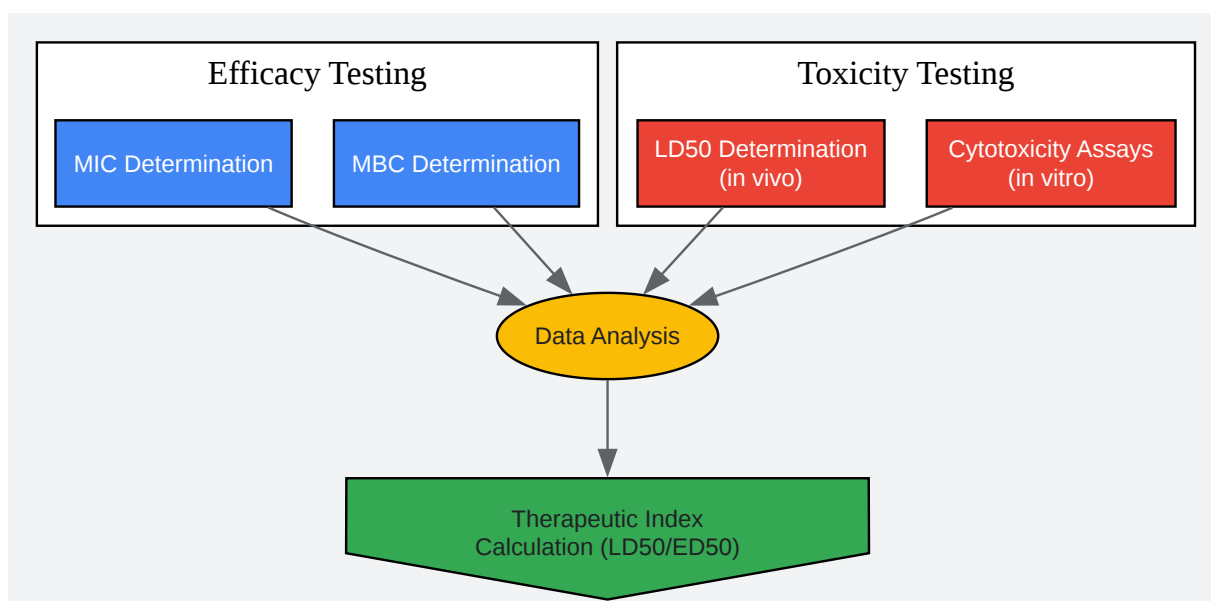 Efficacy Testing
MIC Determination
MBC Determination
Toxicity Testing
LD50 Determination
(in vivo)
Cytotoxicity Assays
(in vitro)
Data Analysis
Therapeutic Index
Calculation (LD50/ED50)